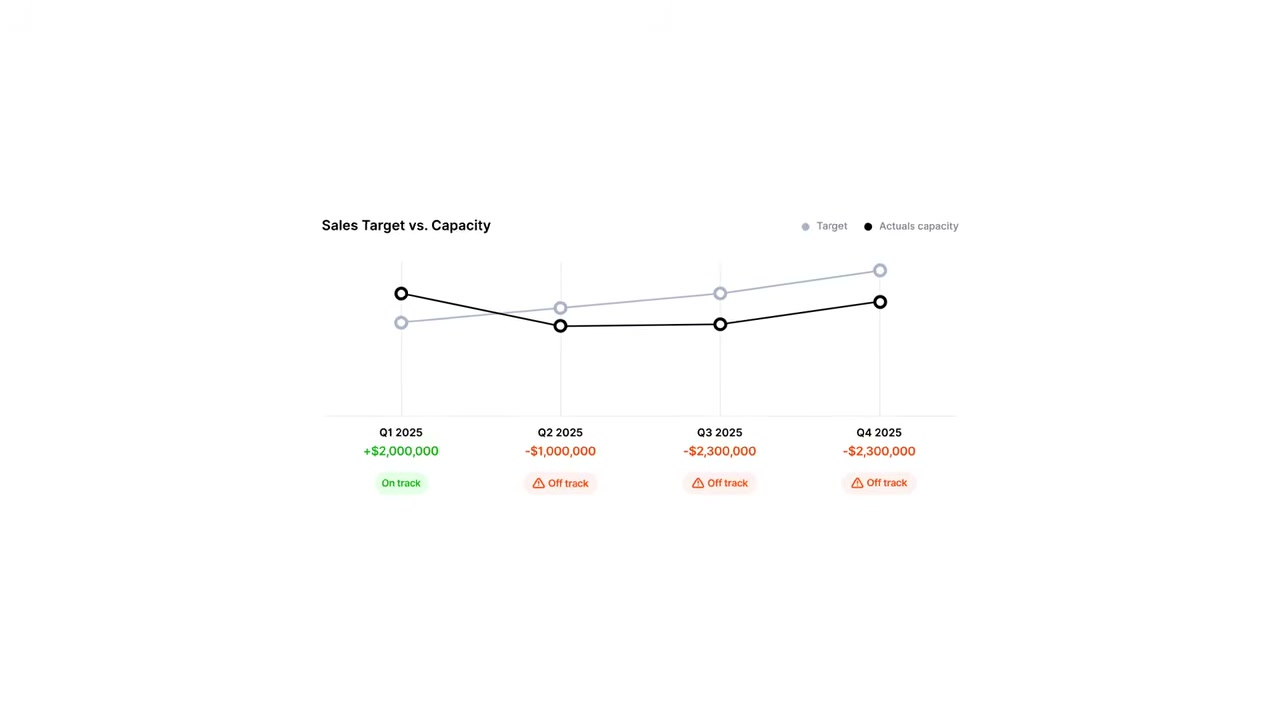 Sales Target vs. Capacity
Target Actuals capacity
Q1 2025 Q2 2025 Q3 2025 Q4 2025
+$2,000,000 -$1,000,000 -$2,300,000 -$2,300,000
On track Off track Off track Off track